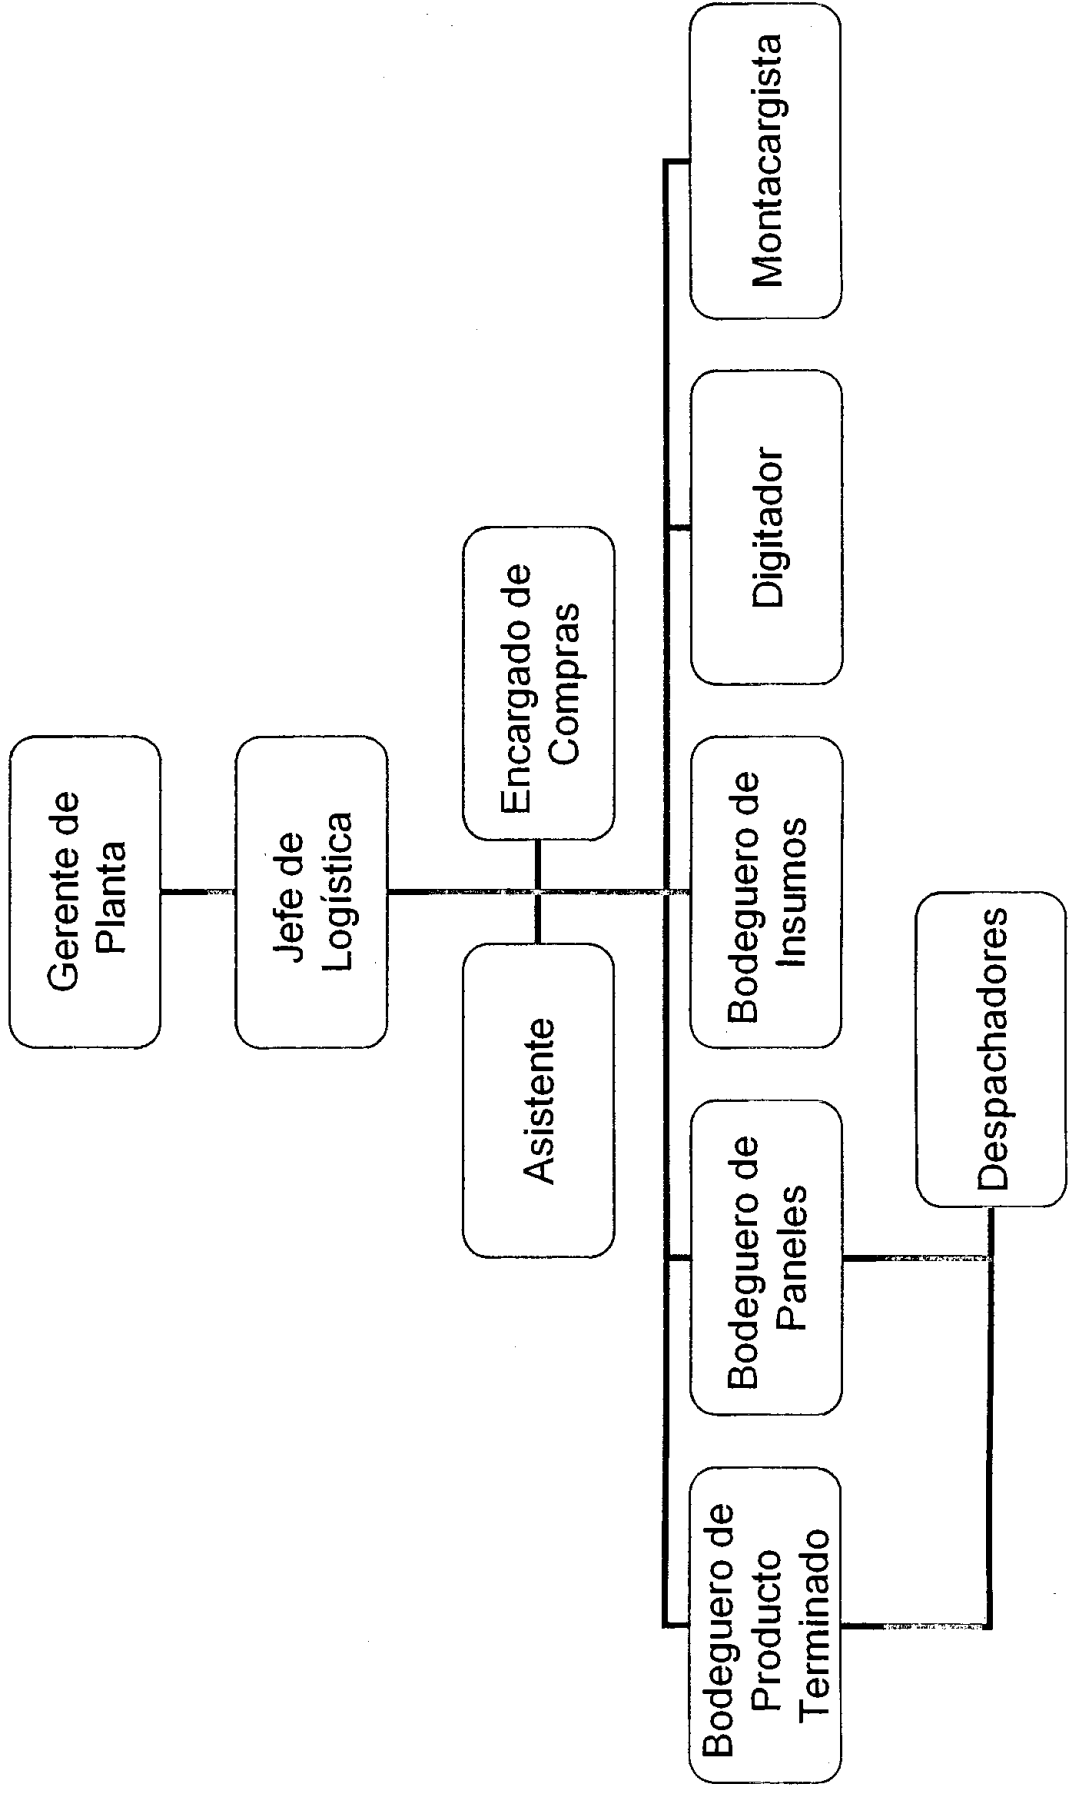 Gerente de
Planta
Jefe de
Logística
Asistente
Encargado de
Compras
Bodeguero de
Producto
Terminado
Bodeguero de
Paneles
Bodeguero de
Insumos
Digitador
Montacargista
Despachadores